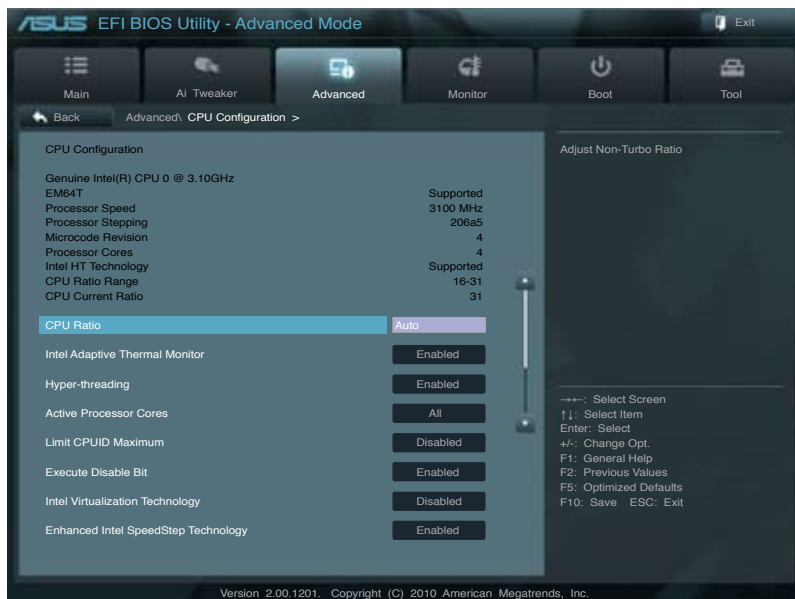 ASUS EFI BIOS Utility - Advanced Mode
Exit
Main
Ai Tweaker
Advanced
Monitor
Boot
Tool
Back
Advanced\ CPU Configuration >
CPU Configuration
Genuine Intel(R) CPU 0 @ 3.10GHz
EM64T Supported
Processor Speed 3100 MHz
Processor Stepping 206a5
Microcode Revision 4
Processor Cores 4
Intel HT Technology Supported
CPU Ratio Range 16-31
CPU Current Ratio 31
CPU Ratio Auto
Intel Adaptive Thermal Monitor Enabled
Hyper-threading Enabled
Active Processor Cores All
Limit CPUID Maximum Disabled
Execute Disable Bit Enabled
Intel Virtualization Technology Disabled
Enhanced Intel SpeedStep Technology Enabled
Adjust Non-Turbo Ratio
→←: Select Screen
↑↓: Select Item
Enter: Select
+/-: Change Opt.
F1: General Help
F2: Previous Values
F5: Optimized Defaults
F10: Save ESC: Exit
Version 2.00.1201. Copyright (C) 2010 American Megatrends, Inc.